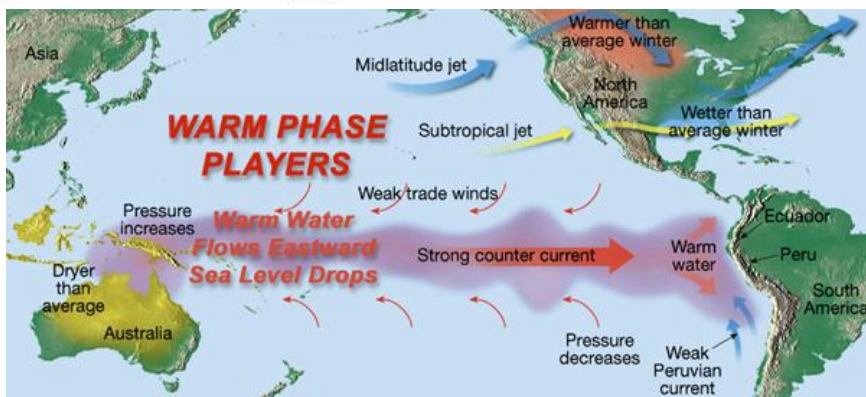 Asia
Warmer than
average winter
Midlatitude jet
North
America
WARM PHASE
PLAYERS
Subtropical jet
Wetter than
average winter
Weak trade winds
Pressure
increases
Warm Water
Flows Eastward
Sea Level Drops
Strong counter current
Warm
water
Ecuador
Peru
Dryer
than
average
Australia
South
America
Pressure
decreases
Weak
Peruvian
current